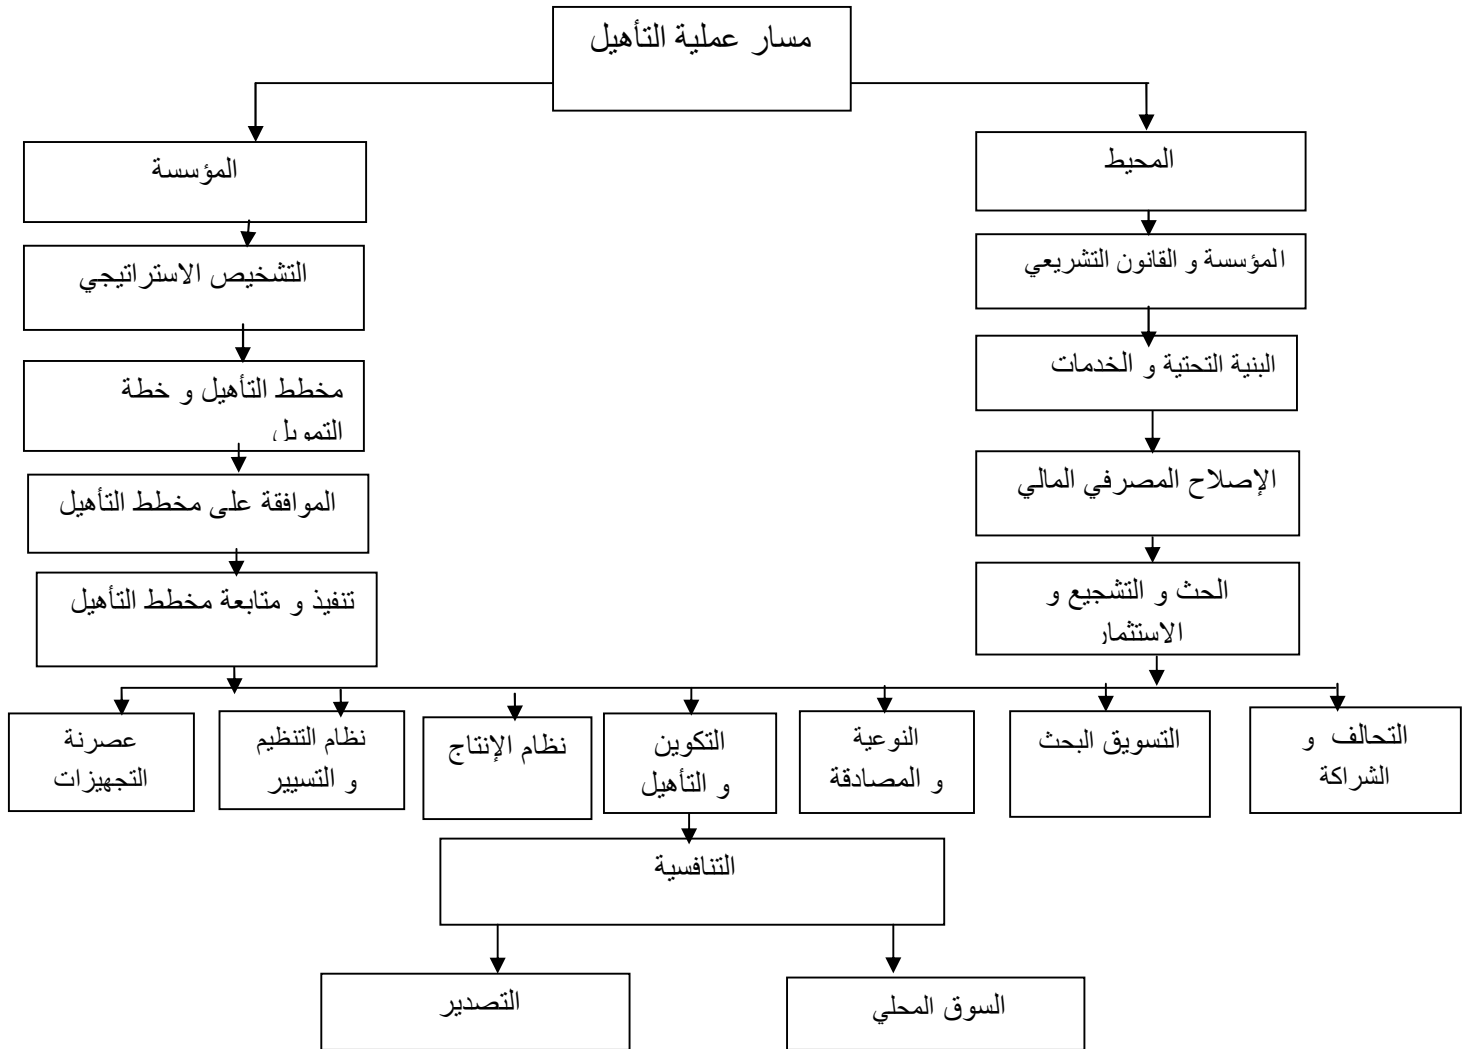 مسار عملية التأهيل
المحيط
المؤسسة
المؤسسة و القانون التشريعي
التشخيص الاستراتيجي
البنية التحتية و الخدمات
مخطط التأهيل و خطة
التمويل
الإصلاح المصرفي المالي
الموافقة على مخطط التأهيل
الحث و التشجيع و
الاستثمار
تنفيذ و متابعة مخطط التأهيل
التحالف و
الشراكة
التسويق البحث
النوعية
و المصادقة
التكوين
و التأهيل
نظام الإنتاج
نظام التنظيم
و التسيير
عصرنة
التجهيزات
التنافسية
السوق المحلي
التصدير